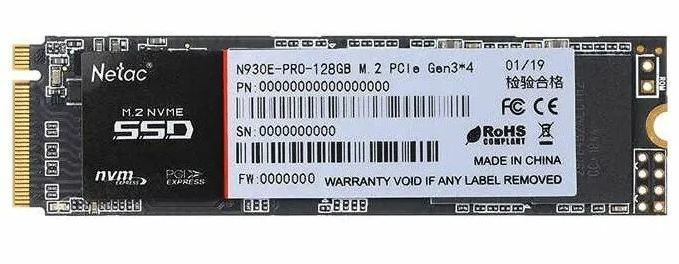 Netac
M.2 NVME
SSD
nvm
EXPRESS
PCI
EXPRESS
N930E-PRO-128GB M.2 PCIe Gen3*4
01/19
PN:00000000000000000
检验合格
FC CE
SN:0000000000
RoHS
COMPLIANT
MADE IN CHINA
FW:0000000
WARRANTY VOID IF ANY LABEL REMOVED